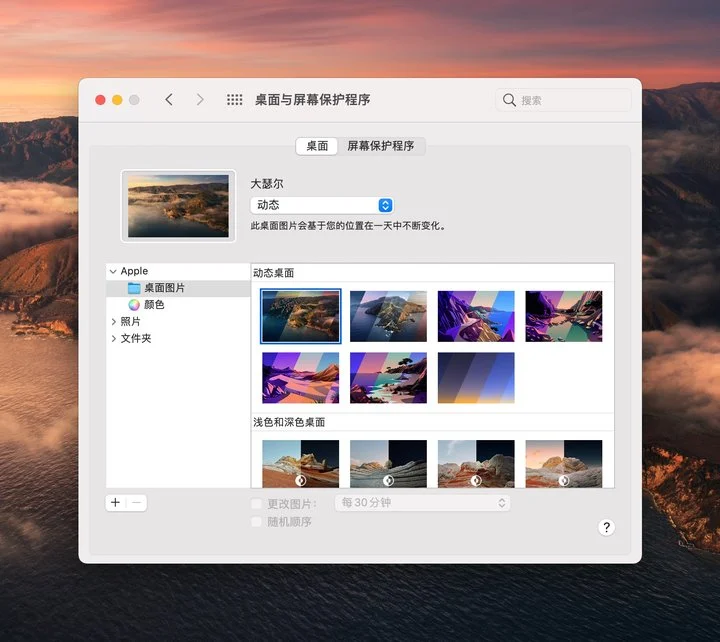 桌面与屏幕保护程序
搜索
桌面
屏幕保护程序
大瑟尔
动态
此桌面图片会基于您的位置在一天中不断变化。
Apple
桌面图片
颜色
照片
文件夹
动态桌面
浅色和深色桌面
更改图片:
每30分钟
随机顺序
?